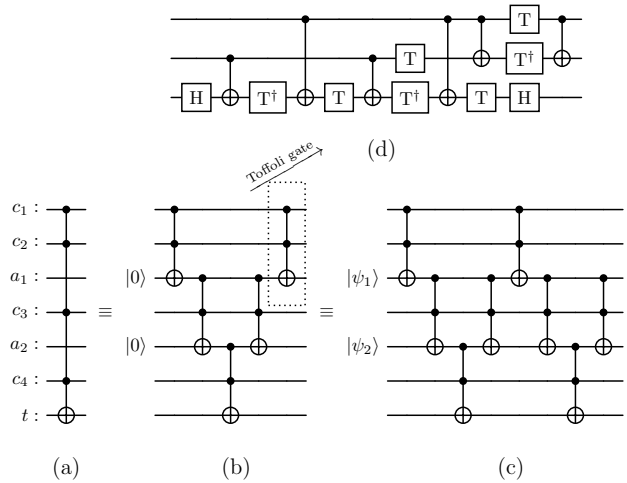 T
T T†
H T† T T† T H
(d)
Toffoli gate
c₁ :
c₂ :
a₁ : |0⟩ |ψ₁⟩
c₃ : ≡ ≡
a₂ : |0⟩ |ψ₂⟩
c₄ :
t :
(a) (b) (c)